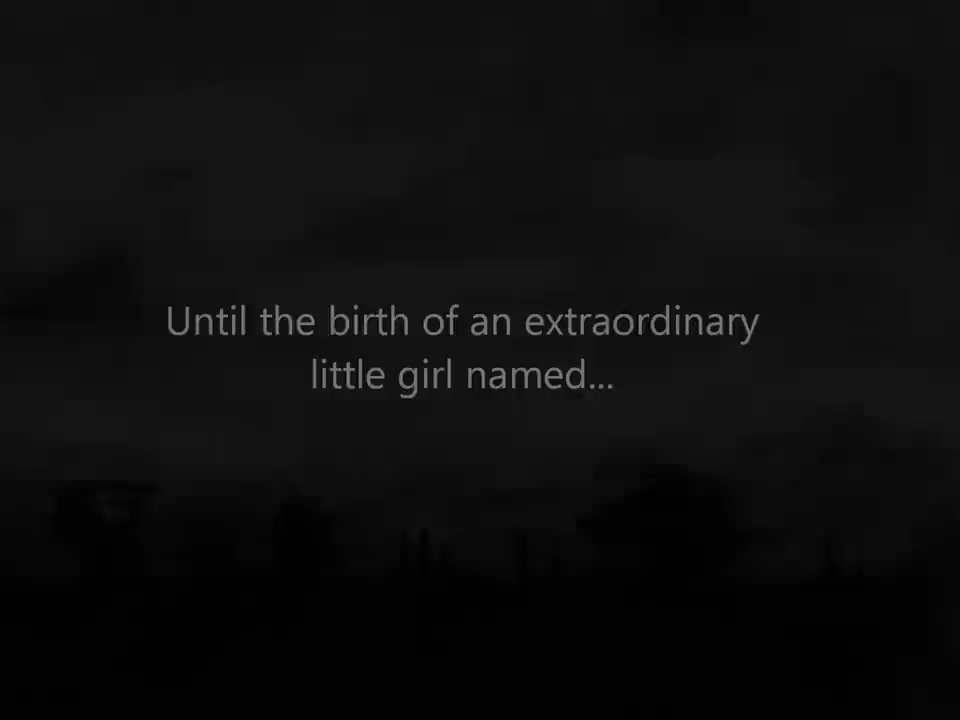 Until the birth of an extraordinary
little girl named...